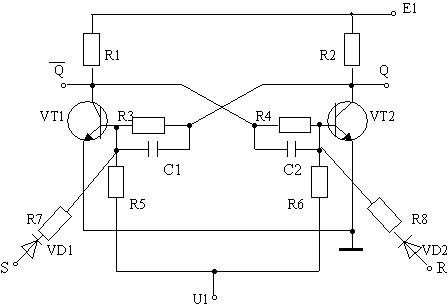 E1
R1 R2
Q̅ Q
VT1 R3 R4 VT2
C1 C2
R5 R6
R7 R8
VD1 VD2
S R
U1